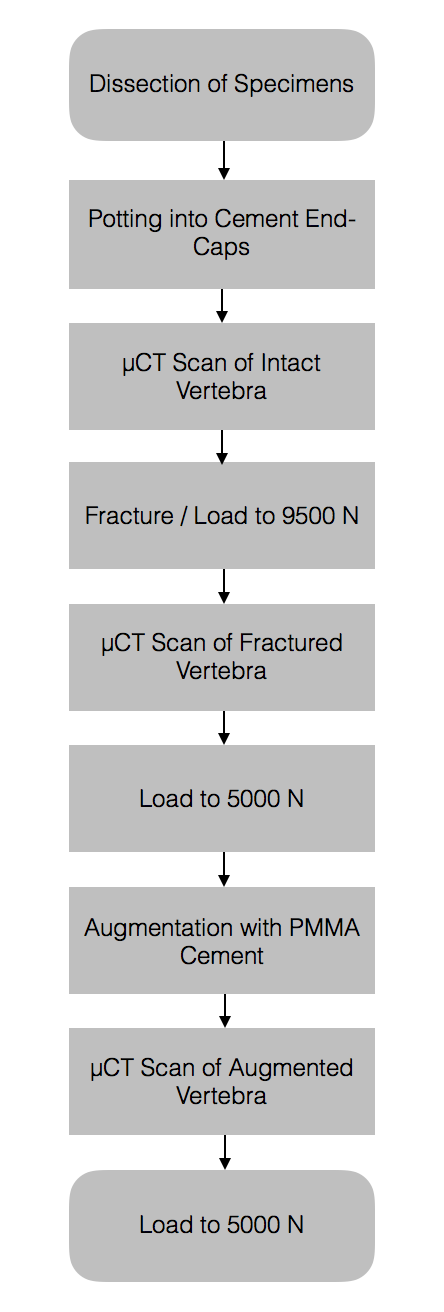 Dissection of Specimens
Potting into Cement End-
Caps
µCT Scan of Intact
Vertebra
Fracture / Load to 9500 N
µCT Scan of Fractured
Vertebra
Load to 5000 N
Augmentation with PMMA
Cement
µCT Scan of Augmented
Vertebra
Load to 5000 N